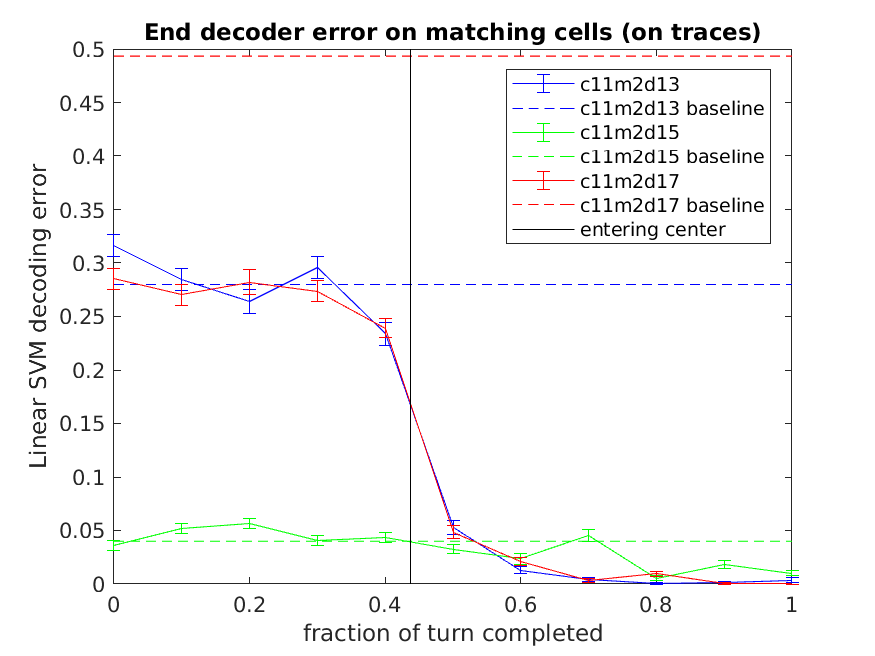 End decoder error on matching cells (on traces)
0.5
0.45
0.4
0.35
0.3
0.25
0.2
0.15
0.1
0.05
0
Linear SVM decoding error
c11m2d13
c11m2d13 baseline
c11m2d15
c11m2d15 baseline
c11m2d17
c11m2d17 baseline
entering center
0 0.2 0.4 0.6 0.8 1
fraction of turn completed